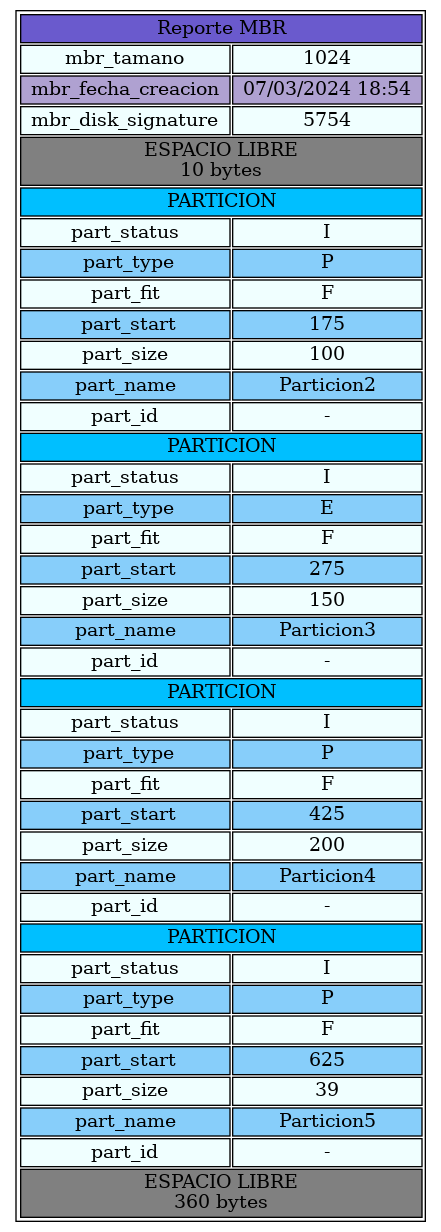 Reporte MBR
mbr_tamano 1024
mbr_fecha_creacion 07/03/2024 18:54
mbr_disk_signature 5754
ESPACIO LIBRE
10 bytes
PARTICION
part_status I
part_type P
part_fit F
part_start 175
part_size 100
part_name Particion2
part_id -
PARTICION
part_status I
part_type E
part_fit F
part_start 275
part_size 150
part_name Particion3
part_id -
PARTICION
part_status I
part_type P
part_fit F
part_start 425
part_size 200
part_name Particion4
part_id -
PARTICION
part_status I
part_type P
part_fit F
part_start 625
part_size 39
part_name Particion5
part_id -
ESPACIO LIBRE
360 bytes